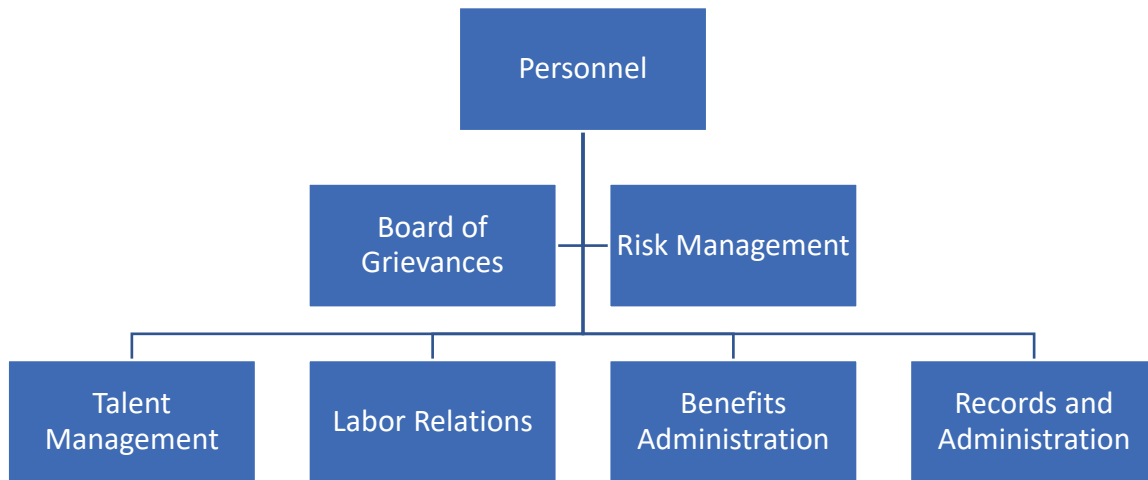 Personnel
Board of
Grievances
Risk Management
Talent
Management
Labor Relations
Benefits
Administration
Records and
Administration